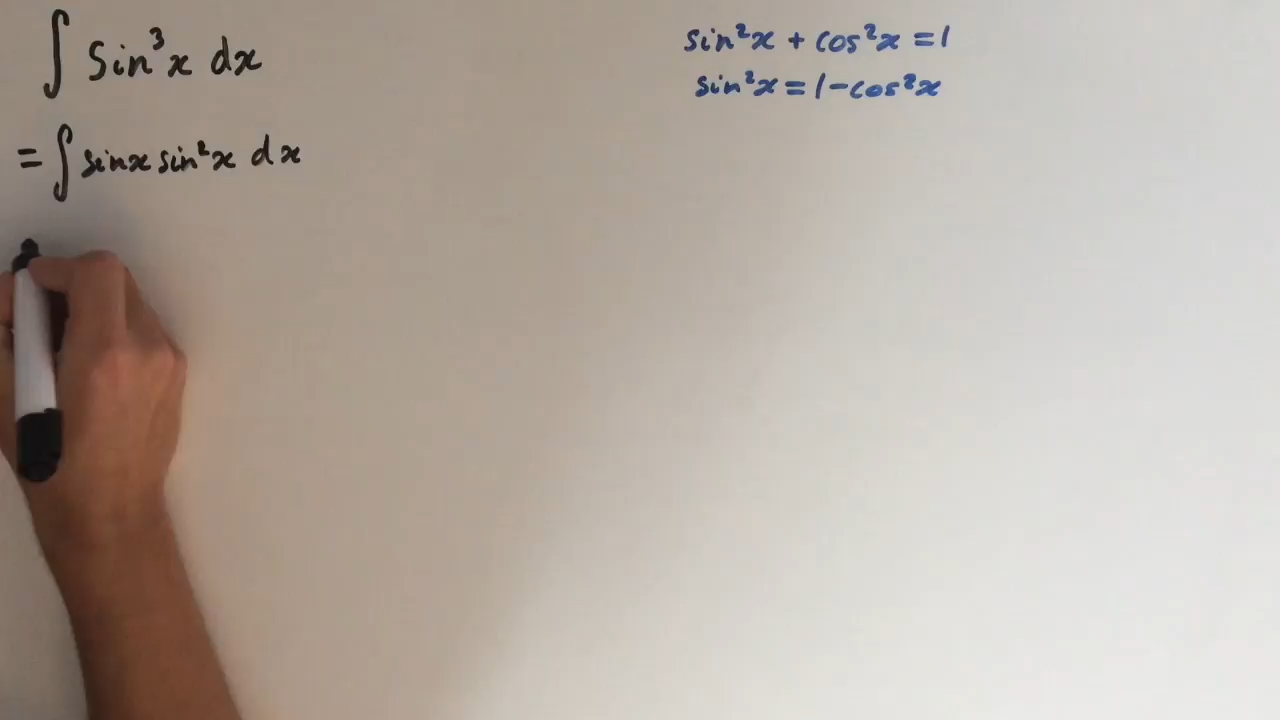 ∫ Sin³x dx
= ∫ sinx sin²x dx
sin²x + cos²x = 1
sin²x = 1 - cos²x